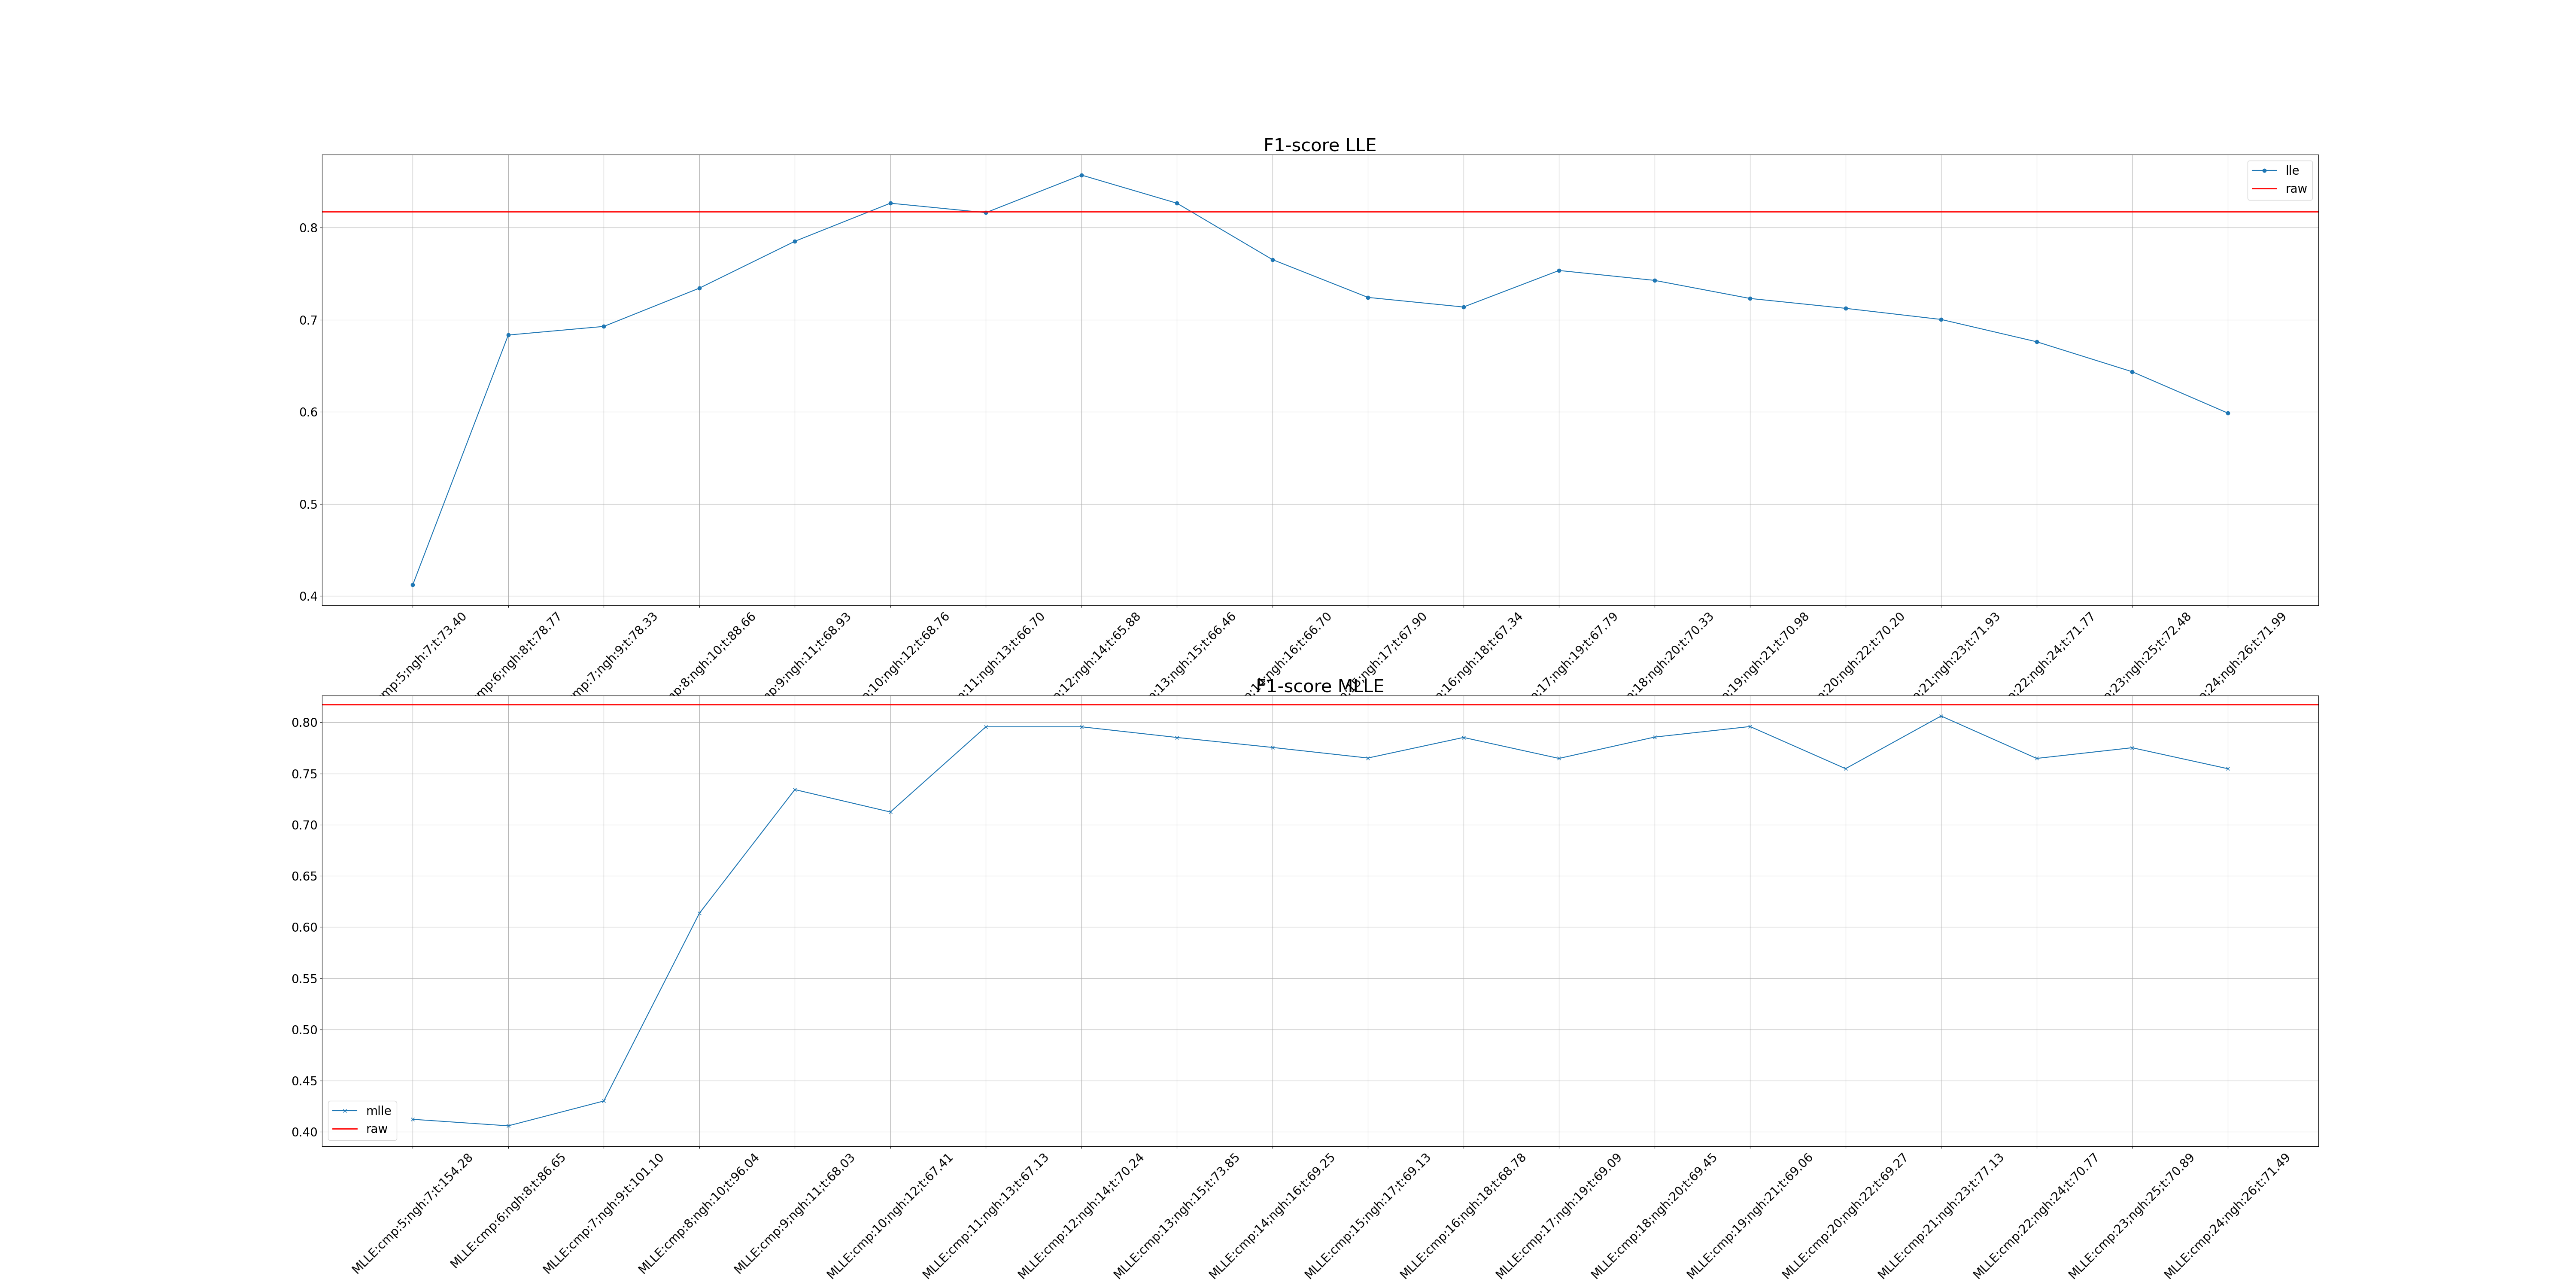 F1-score LLE
lle
raw
0.8
0.7
0.6
0.5
0.4
mp:5;ngh:7;t:73.40
mp:6;ngh:8;t:78.77
mp:7;ngh:9;t:78.33
p:8;ngh:10;t:88.66
p:9;ngh:11;t:68.93
:10;ngh:12;t:68.76
:11;ngh:13;t:66.70
:12;ngh:14;t:65.88
:13;ngh:15;t:66.46
ngh:16;t:66.70
ngh:17;t:67.90
:16;ngh:18;t:67.34
:17;ngh:19;t:67.79
:18;ngh:20;t:70.33
:19;ngh:21;t:70.98
:20;ngh:22;t:70.20
:21;ngh:23;t:71.93
:22;ngh:24;t:71.77
:23;ngh:25;t:72.48
:24;ngh:26;t:71.99
F1-score MLLE
0.80
0.75
0.70
0.65
0.60
0.55
0.50
0.45
0.40
mlle
raw
MLLE:cmp:5;ngh:7;t:154.28
MLLE:cmp:6;ngh:8;t:86.65
MLLE:cmp:7;ngh:9;t:101.10
MLLE:cmp:8;ngh:10;t:96.04
MLLE:cmp:9;ngh:11;t:68.03
MLLE:cmp:10;ngh:12;t:67.41
MLLE:cmp:11;ngh:13;t:67.13
MLLE:cmp:12;ngh:14;t:70.24
MLLE:cmp:13;ngh:15;t:73.85
MLLE:cmp:14;ngh:16;t:69.25
MLLE:cmp:15;ngh:17;t:69.13
MLLE:cmp:16;ngh:18;t:68.78
MLLE:cmp:17;ngh:19;t:69.09
MLLE:cmp:18;ngh:20;t:69.45
MLLE:cmp:19;ngh:21;t:69.06
MLLE:cmp:20;ngh:22;t:69.27
MLLE:cmp:21;ngh:23;t:77.13
MLLE:cmp:22;ngh:24;t:70.77
MLLE:cmp:23;ngh:25;t:70.89
MLLE:cmp:24;ngh:26;t:71.49